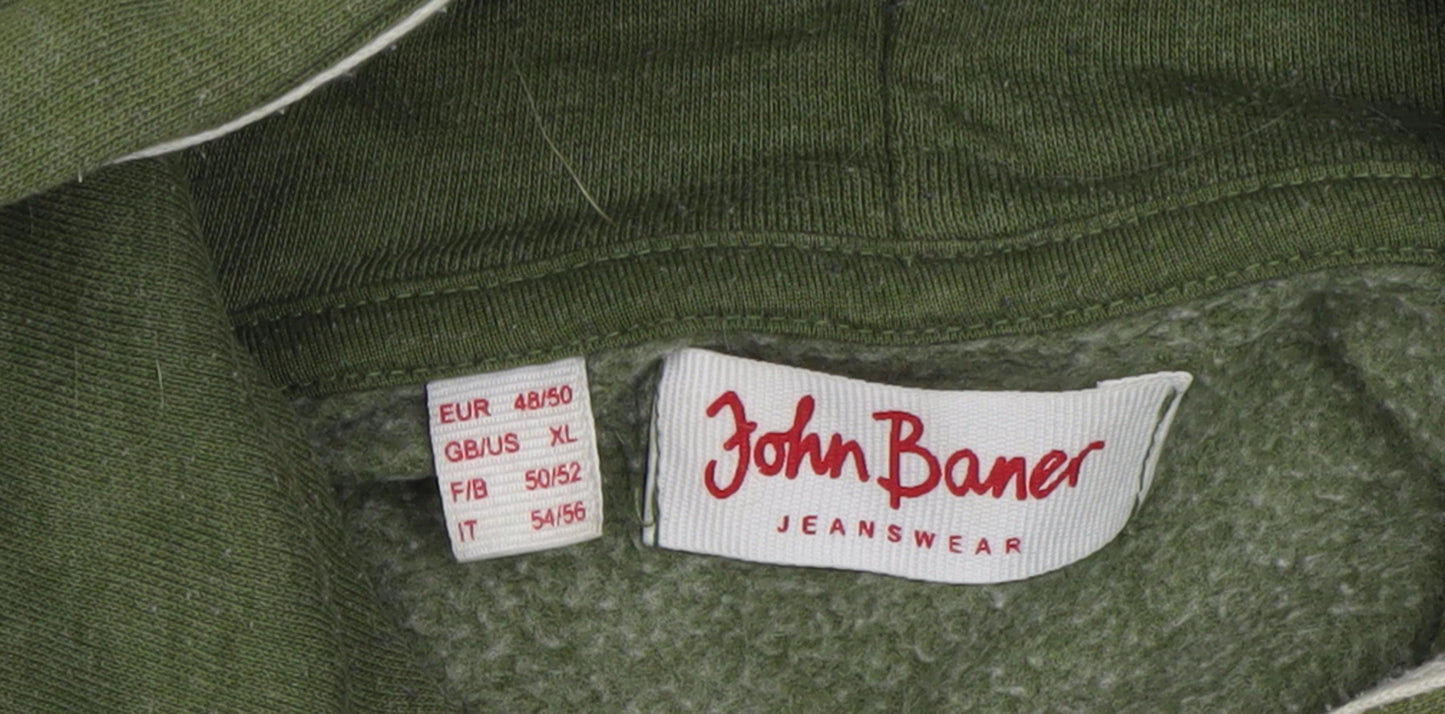 EUR 48/50
GB/US XL
F/B 50/52
IT 54/56
John Baner
JEANSWEAR